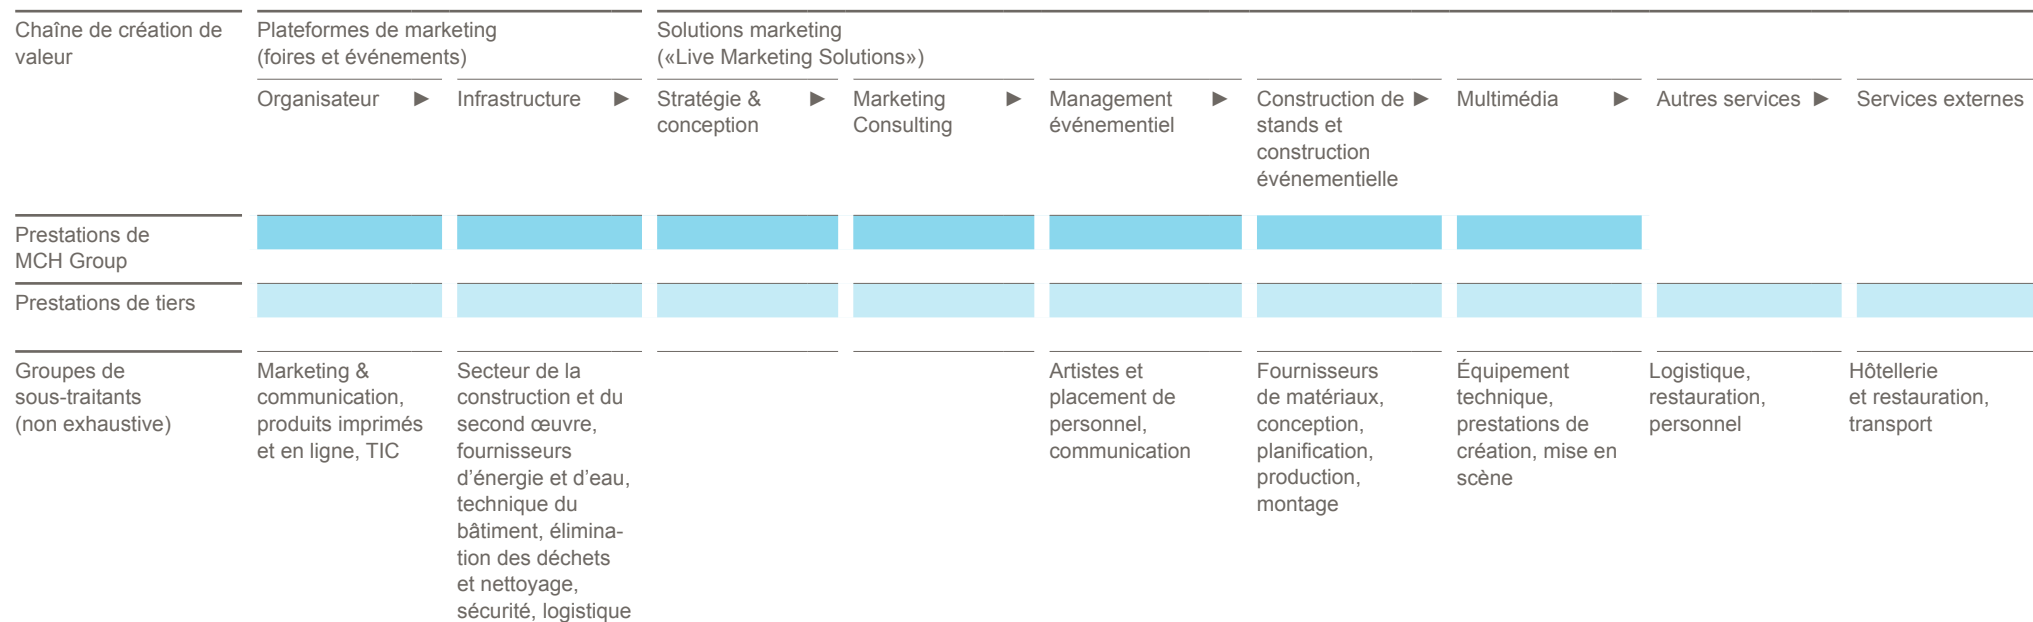 Chaîne de création de
valeur
Plateformes de marketing
(foires et événements)
Solutions marketing
(«Live Marketing Solutions»)
Organisateur ►
Infrastructure ►
Stratégie & ►
conception
Marketing ►
Consulting
Management ►
événementiel
Construction de ►
stands et
construction
événementielle
Multimédia ►
Autres services ►
Services externes
Prestations de
MCH Group
Prestations de tiers
Groupes de
sous-traitants
(non exhaustive)
Marketing &
communication,
produits imprimés
et en ligne, TIC
Secteur de la
construction et du
second œuvre,
fournisseurs
d’énergie et d’eau,
technique du
bâtiment, élimina-
tion des déchets
et nettoyage,
sécurité, logistique
Artistes et
placement de
personnel,
communication
Fournisseurs
de matériaux,
conception,
planification,
production,
montage
Équipement
technique,
prestations de
création, mise en
scène
Logistique,
restauration,
personnel
Hôtellerie
et restauration,
transport